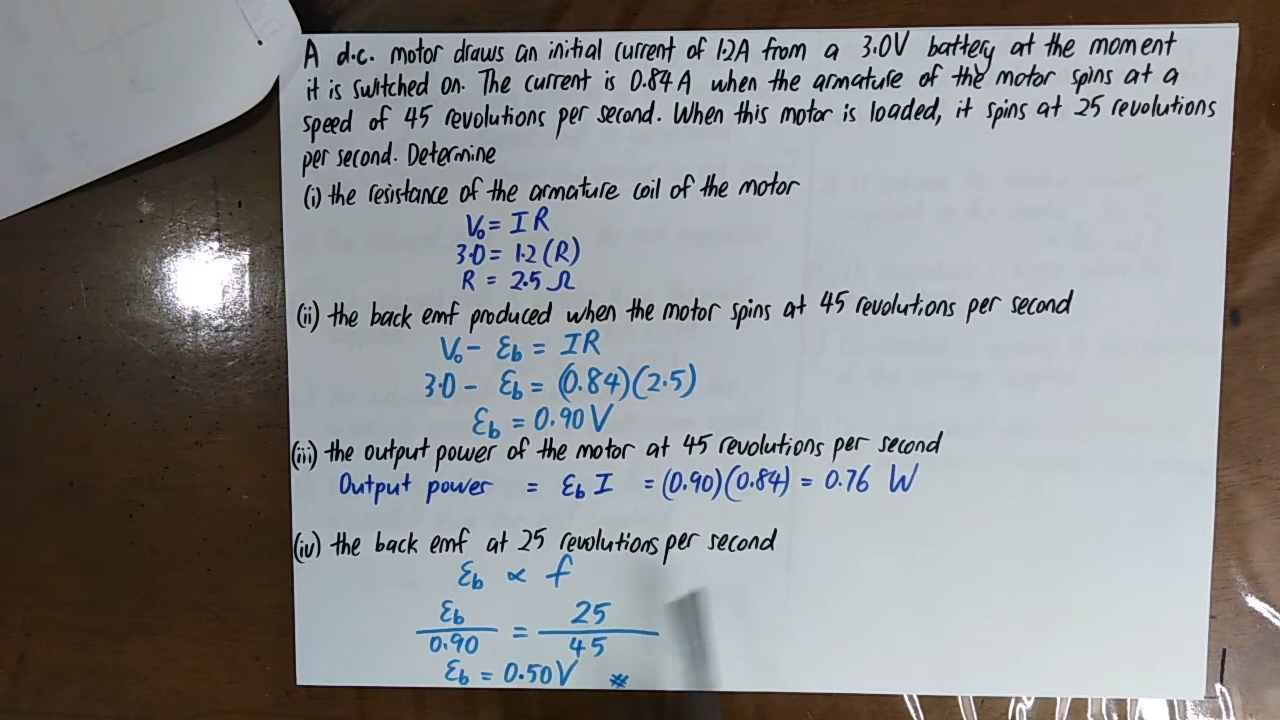 A d.c. motor draws an initial current of 1.2A from a 3.0V battery at the moment
it is switched on. The current is 0.84A when the armature of the motor spins at a
speed of 45 revolutions per second. When this motor is loaded, it spins at 25 revolutions
per second. Determine
(i) the resistance of the armature coil of the motor
V₀ = IR
3.0 = 1.2(R)
R = 2.5 Ω
(ii) the back emf produced when the motor spins at 45 revolutions per second
V₀ - Ɛb = IR
3.0 - Ɛb = (0.84)(2.5)
Ɛb = 0.90V
(iii) the output power of the motor at 45 revolutions per second
Output power = Ɛb I = (0.90)(0.84) = 0.76 W
(iv) the back emf at 25 revolutions per second
Ɛb ∝ f
Ɛb/0.90 = 25/45
Ɛb = 0.50V *